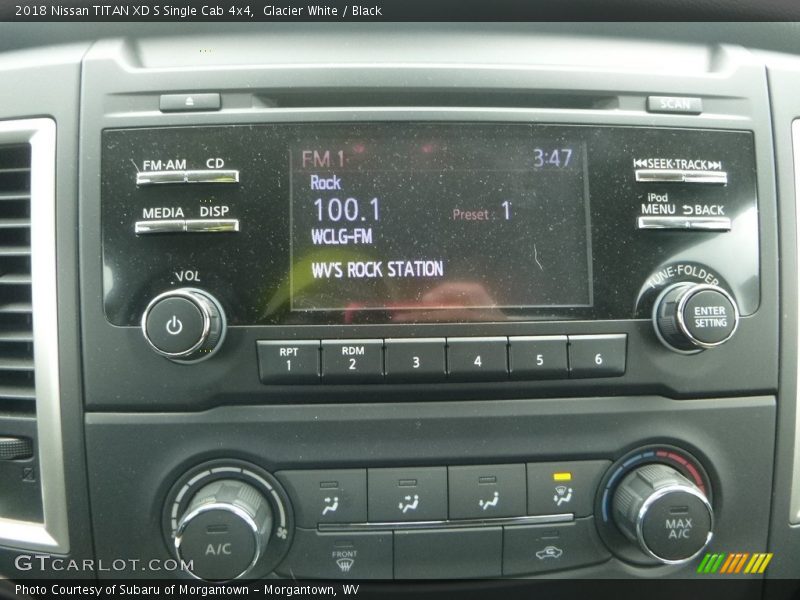 2018 Nissan TITAN XD S Single Cab 4x4, Glacier White / Black
SCAN
FM·AM CD
MEDIA DISP
VOL
FM 1 3:47
Rock
100.1 Preset : 1
WCLG-FM
WV'S ROCK STATION
SEEK·TRACK
iPod
MENU BACK
TUNE·FOLDER
ENTER
SETTING
RPT
1
RDM
2
3
4
5
6
A/C
FRONT
MAX
A/C
GTCARLOT.COM
Photo Courtesy of Subaru of Morgantown - Morgantown, WV